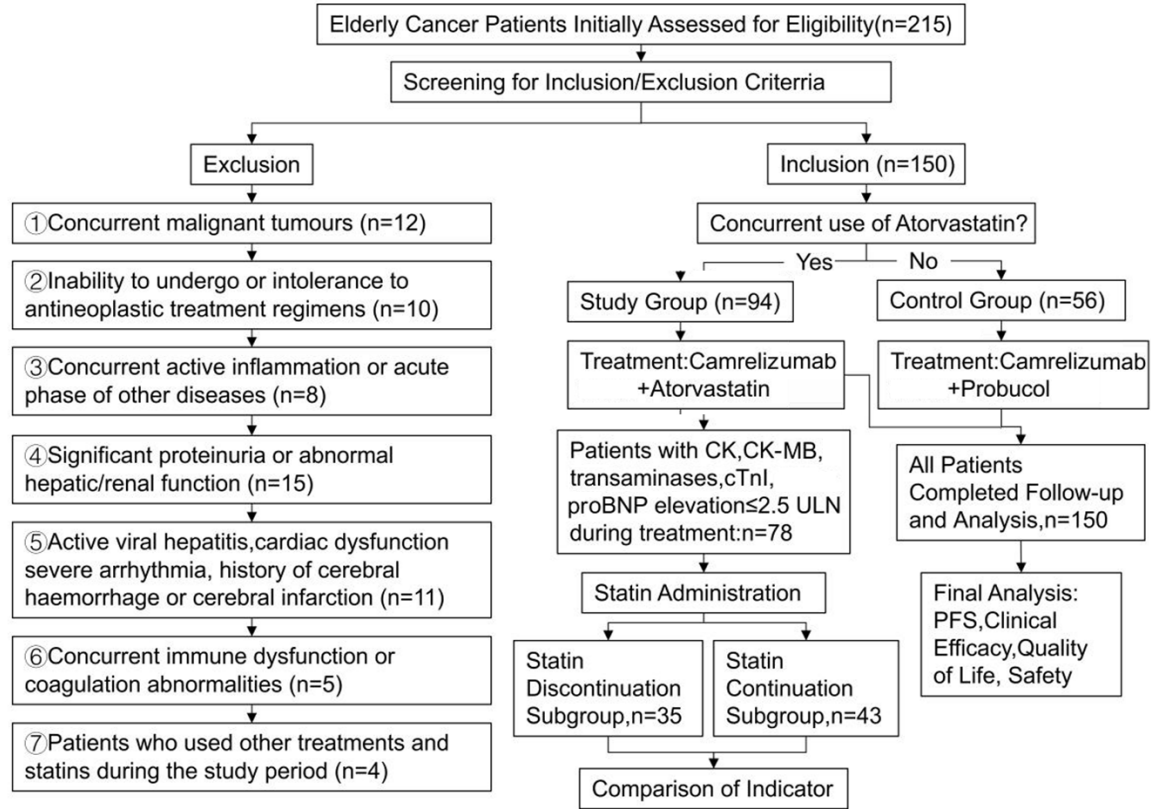 Elderly Cancer Patients Initially Assessed for Eligibility(n=215)
Screening for Inclusion/Exclusion Criterria
Exclusion
①Concurrent malignant tumours (n=12)
②Inability to undergo or intolerance to
antineoplastic treatment regimens (n=10)
③Concurrent active inflammation or acute
phase of other diseases (n=8)
④Significant proteinuria or abnormal
hepatic/renal function (n=15)
⑤Active viral hepatitis,cardiac dysfunction
severe arrhythmia, history of cerebral
haemorrhage or cerebral infarction (n=11)
⑥Concurrent immune dysfunction or
coagulation abnormalities (n=5)
⑦Patients who used other treatments and
statins during the study period (n=4)
Inclusion (n=150)
Concurrent use of Atorvastatin?
Yes
No
Study Group (n=94)
Treatment:Camrelizumab
+Atorvastatin
Patients with CK,CK-MB,
transaminases,cTnI,
proBNP elevation≤2.5 ULN
during treatment:n=78
Statin Administration
Statin
Discontinuation
Subgroup,n=35
Statin
Continuation
Subgroup,n=43
Comparison of Indicator
Control Group (n=56)
Treatment:Camrelizumab
+Probucol
All Patients
Completed Follow-up
and Analysis,n=150
Final Analysis:
PFS,Clinical
Efficacy,Quality
of Life, Safety